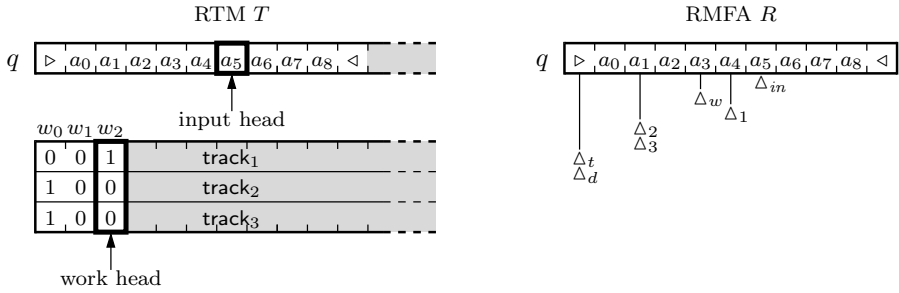 RTM T
q ▷ a₀ a₁ a₂ a₃ a₄ a₅ a₆ a₇ a₈ ◁
input head
w₀ w₁ w₂
0 0 1 track₁
1 0 0 track₂
1 0 0 track₃
work head
RMFA R
q ▷ a₀ a₁ a₂ a₃ a₄ a₅ a₆ a₇ a₈ ◁
△in
△w
△₁
△₂
△₃
△t
△d